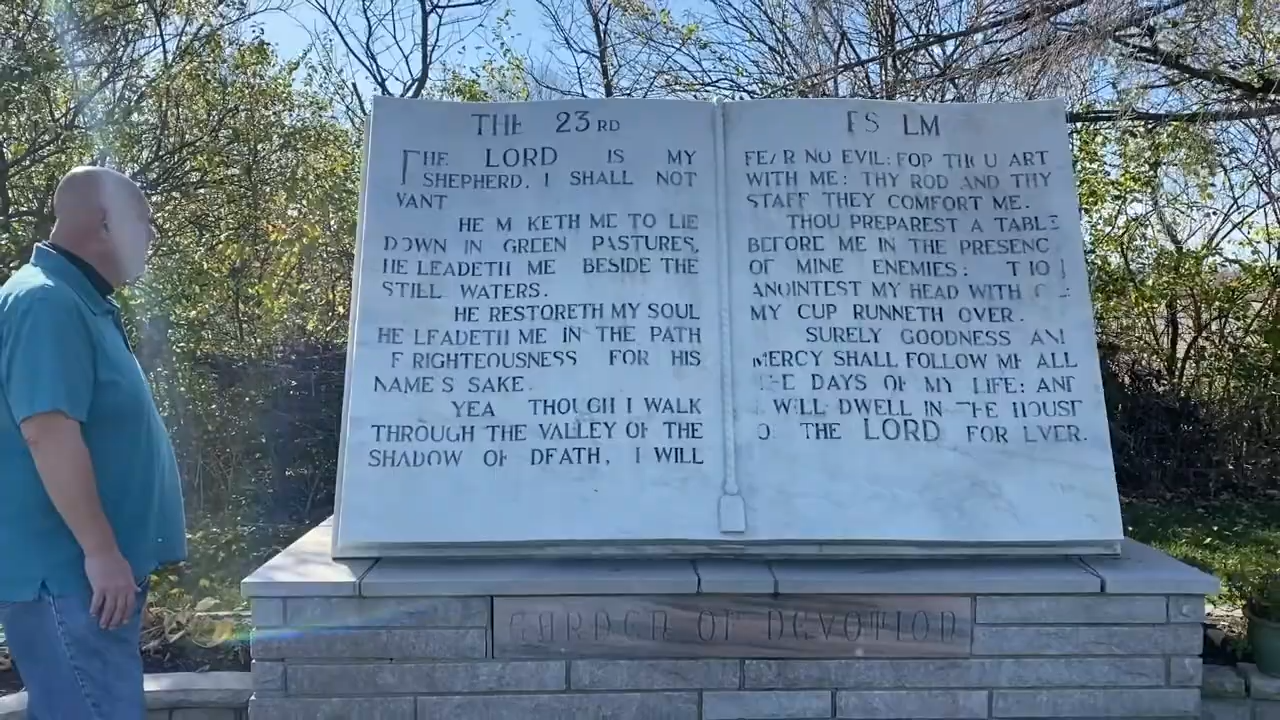 THE 23RD
THE LORD IS MY
SHEPHERD. I SHALL NOT
WANT
HE MAKETH ME TO LIE
DOWN IN GREEN PASTURES,
HE LEADETH ME BESIDE THE
STILL WATERS.
HE RESTORETH MY SOUL
HE LEADETH ME IN THE PATH
OF RIGHTEOUSNESS FOR HIS
NAME'S SAKE.
YEA THOUGH I WALK
THROUGH THE VALLEY OF THE
SHADOW OF DEATH, I WILL
PSALM
FEAR NO EVIL: FOR THOU ART
WITH ME: THY ROD AND THY
STAFF THEY COMFORT ME.
THOU PREPAREST A TABLE
BEFORE ME IN THE PRESENCE
OF MINE ENEMIES: THOU
ANOINTEST MY HEAD WITH OIL:
MY CUP RUNNETH OVER.
SURELY GOODNESS AND
MERCY SHALL FOLLOW ME ALL
THE DAYS OF MY LIFE: AND
I WILL DWELL IN THE HOUSE
OF THE LORD FOR EVER.
GARDEN OF DEVOTION